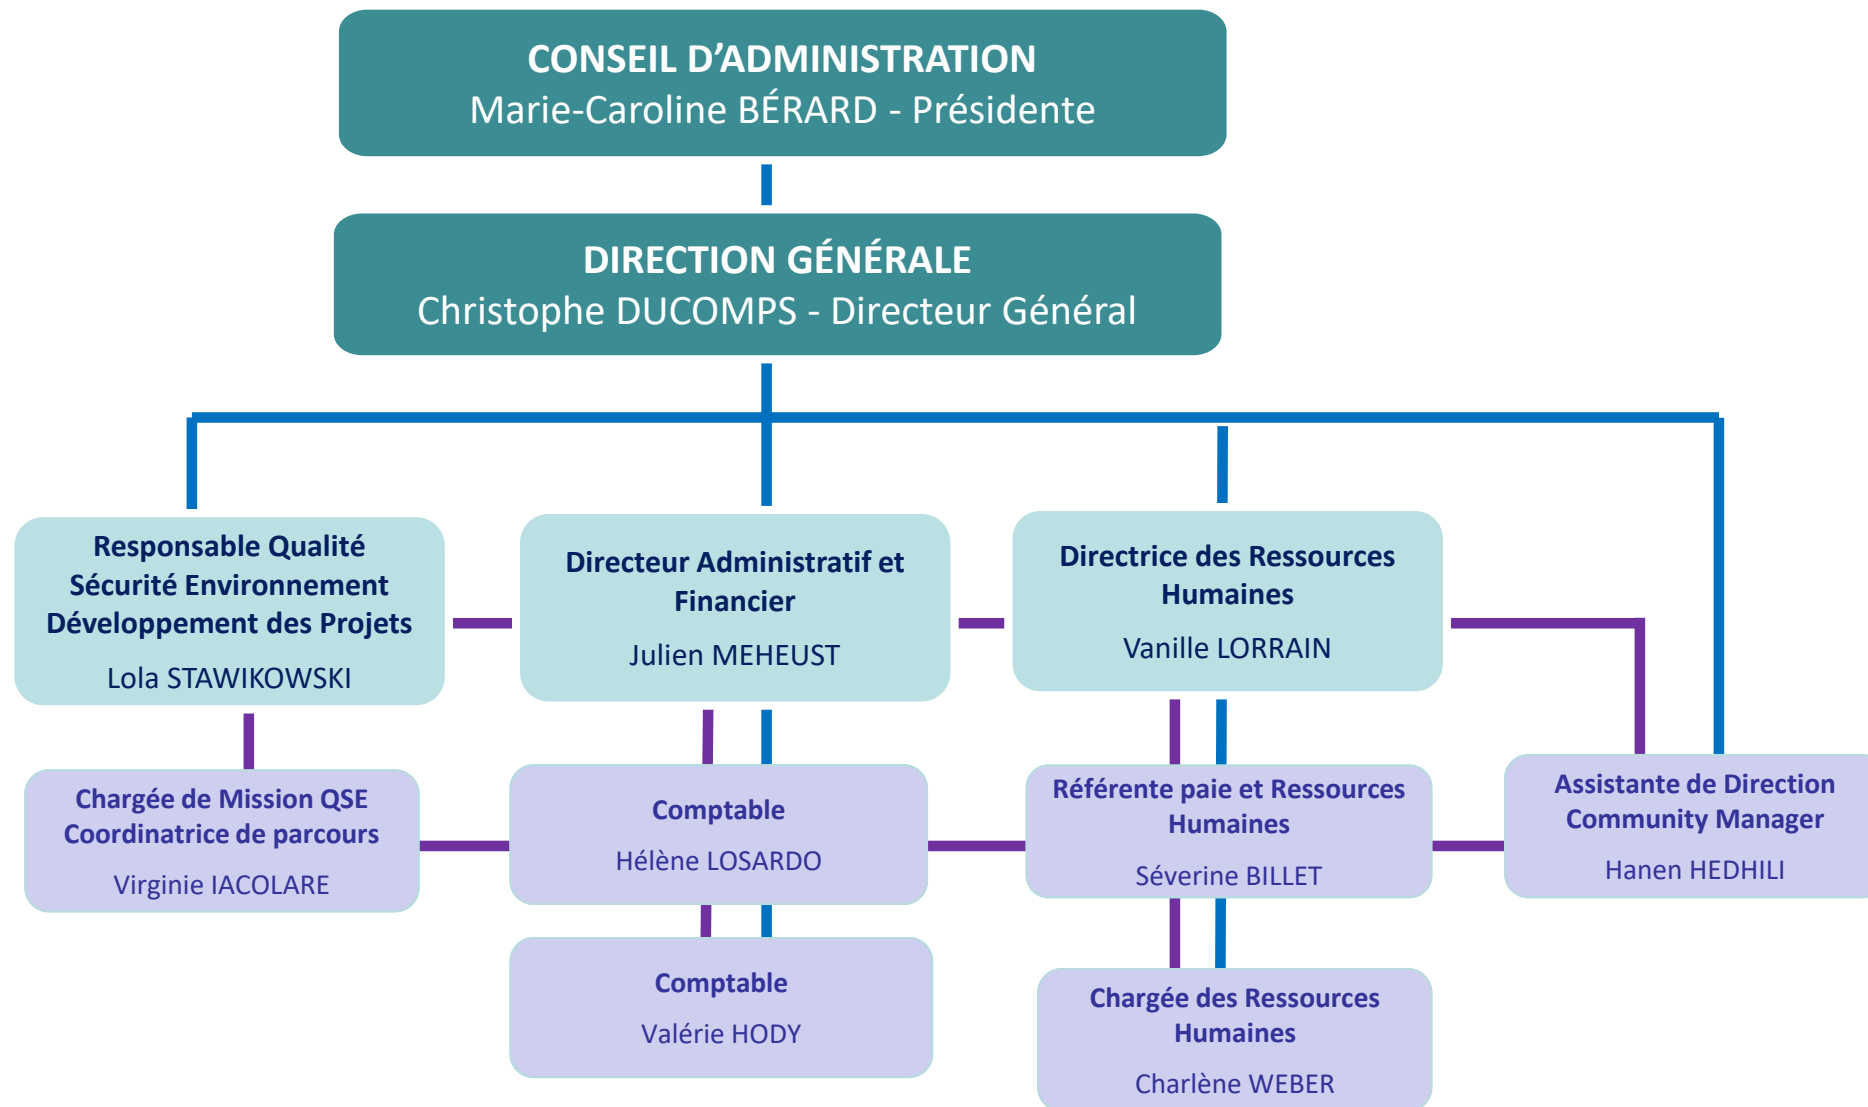 CONSEIL D’ADMINISTRATION
Marie-Caroline BÉRARD - Présidente
DIRECTION GÉNÉRALE
Christophe DUCOMPS - Directeur Général
Responsable Qualité
Sécurité Environnement
Développement des Projets
Lola STAWIKOWSKI
Directeur Administratif et
Financier
Julien MEHEUST
Directrice des Ressources
Humaines
Vanille LORRAIN
Chargée de Mission QSE
Coordinatrice de parcours
Virginie IACOLARE
Comptable
Hélène LOSARDO
Référente paie et Ressources
Humaines
Séverine BILLET
Assistante de Direction
Community Manager
Hanen HEDHILI
Comptable
Valérie HODY
Chargée des Ressources
Humaines
Charlène WEBER